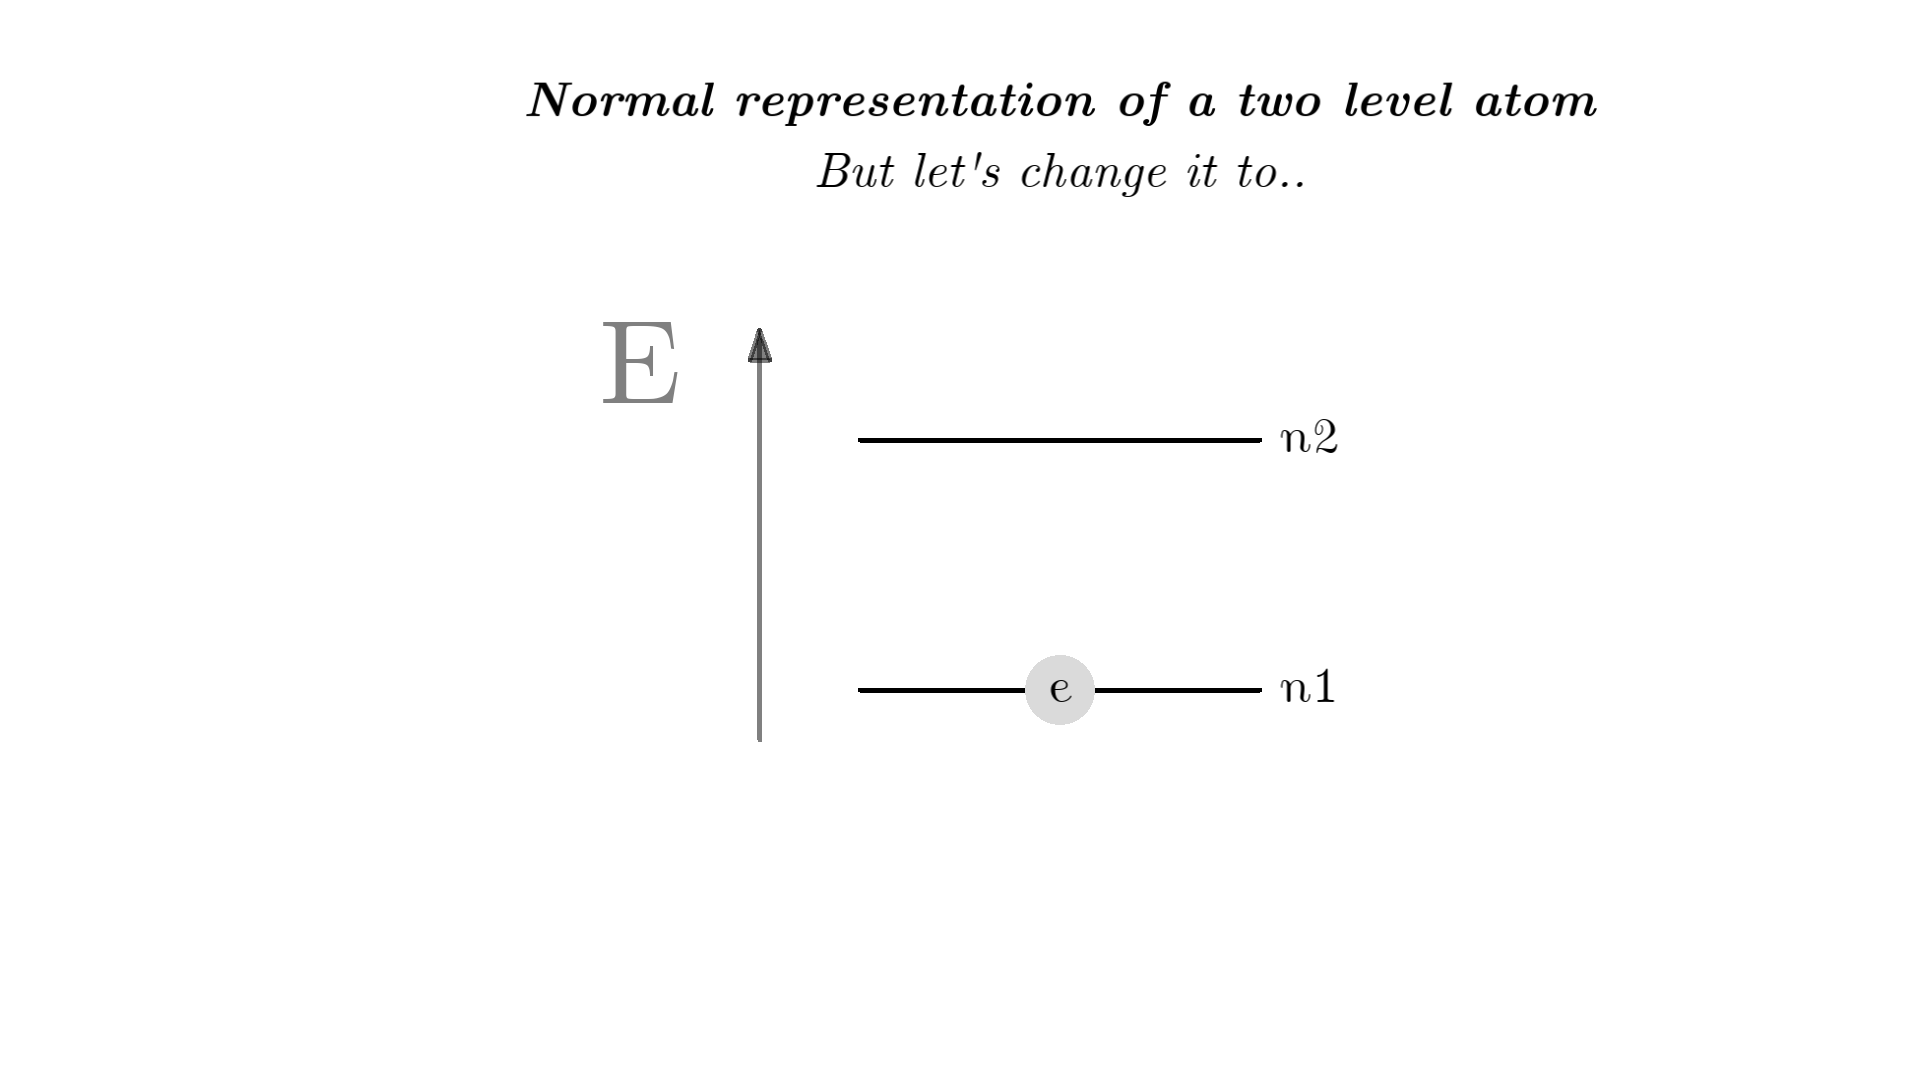 Normal representation of a two level atom
But let's change it to..
E
n2
e
n1